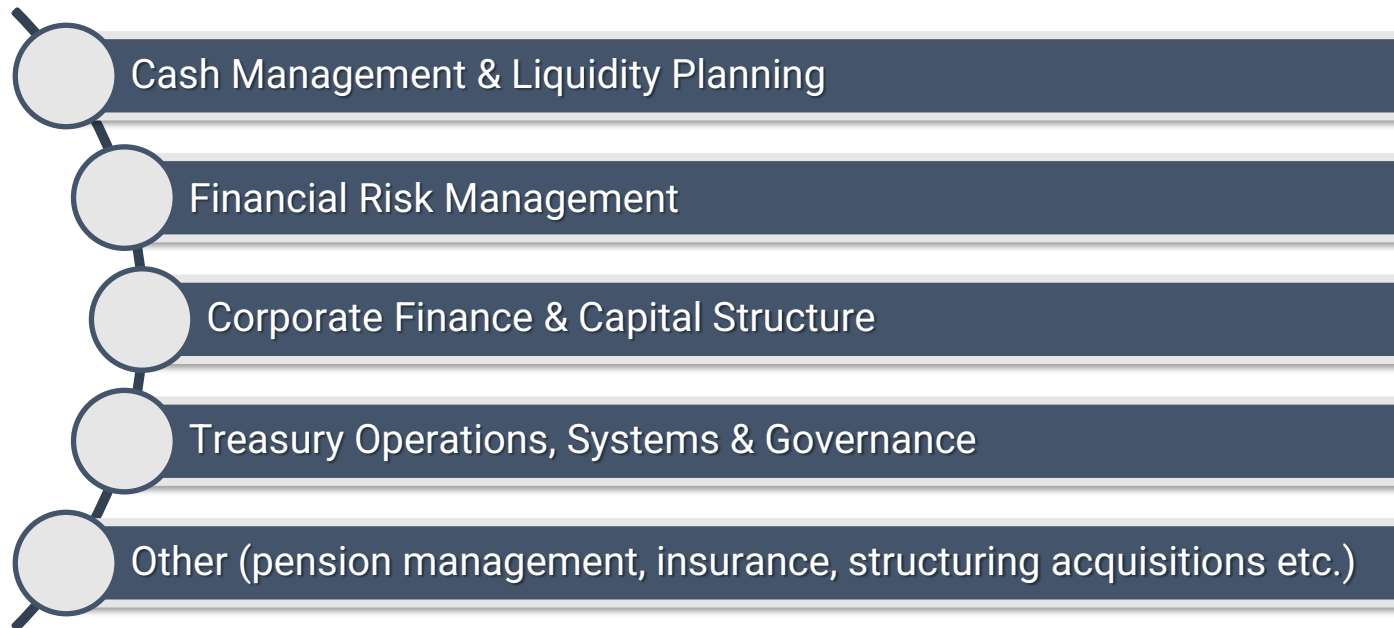 Cash Management & Liquidity Planning
Financial Risk Management
Corporate Finance & Capital Structure
Treasury Operations, Systems & Governance
Other (pension management, insurance, structuring acquisitions etc.)